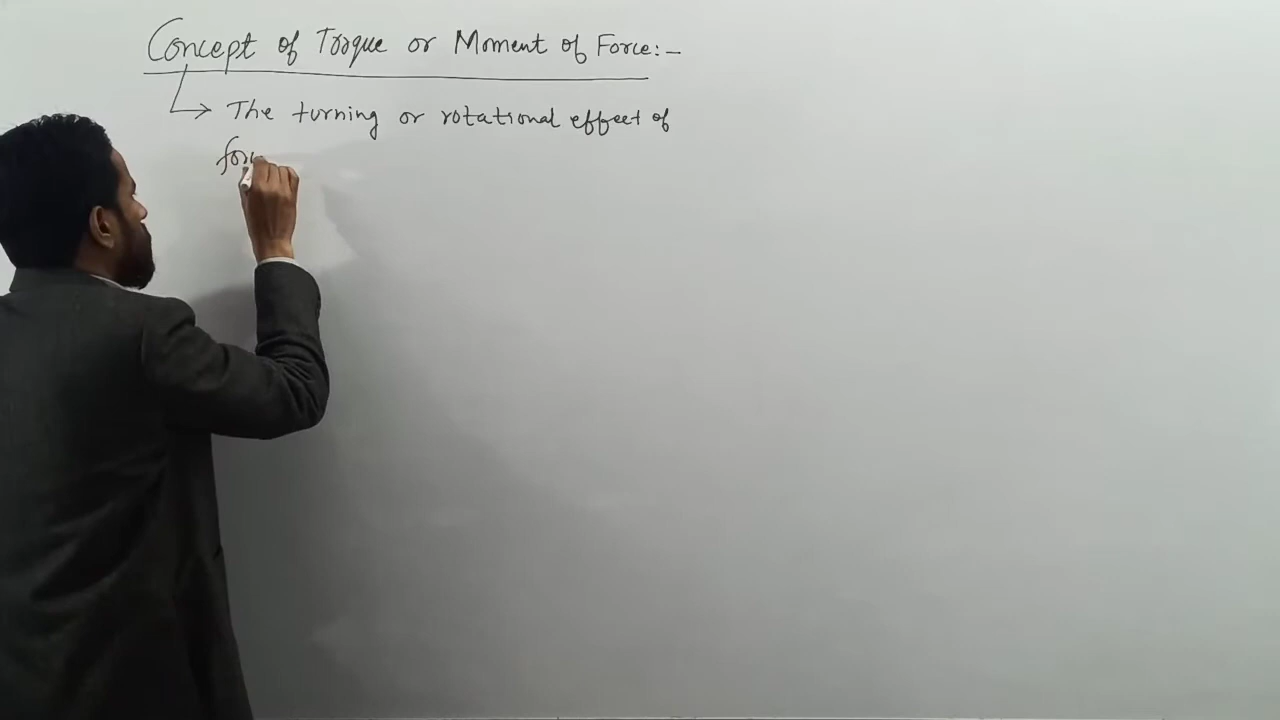 Concept of Torque or Moment of Force:-
The turning or rotational effect of
for